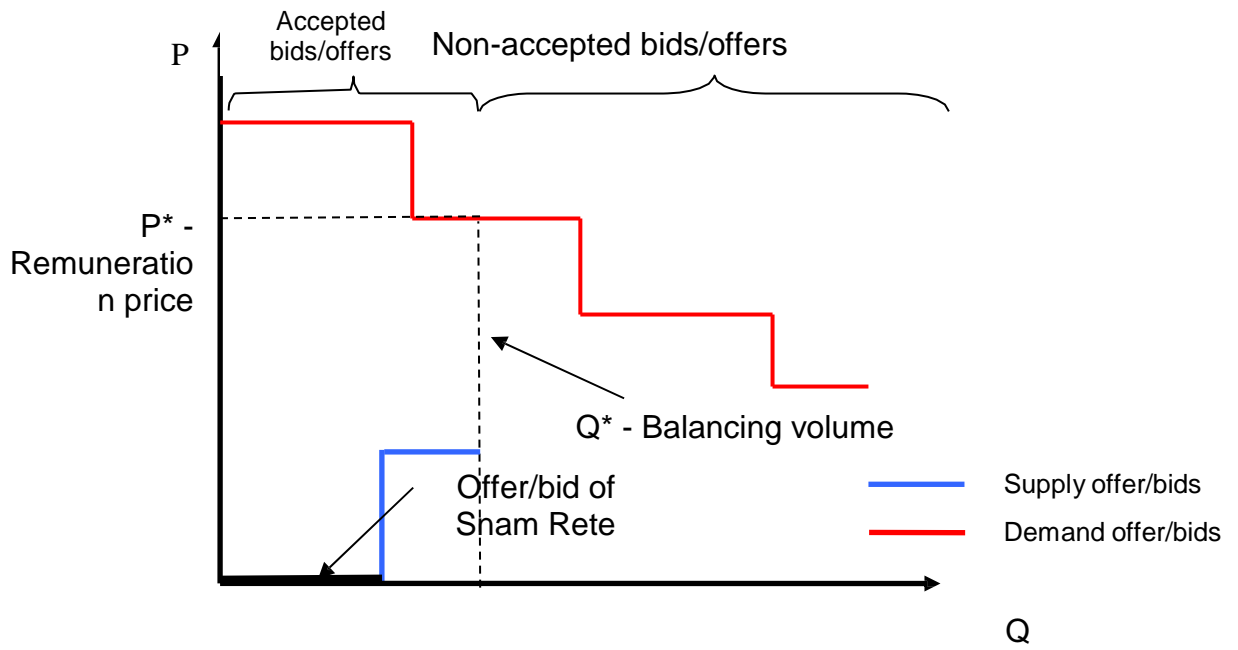 Accepted
bids/offers
Non-accepted bids/offers
P
P* -
Remuneratio
n price
Q* - Balancing volume
Offer/bid of
Snam Rete
Supply offer/bids
Demand offer/bids
Q